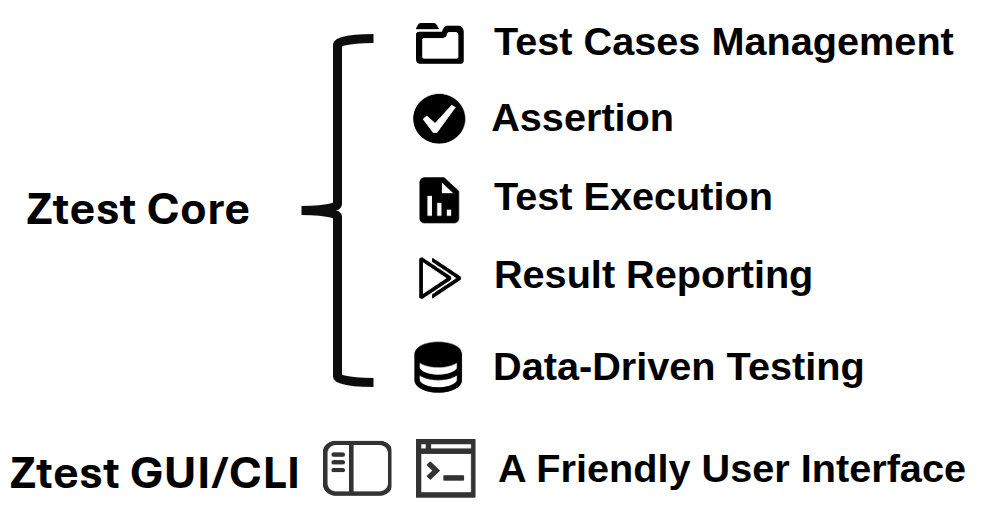 Test Cases Management
Assertion
Ztest Core
Test Execution
Result Reporting
Data-Driven Testing
Ztest GUI/CLI
A Friendly User Interface